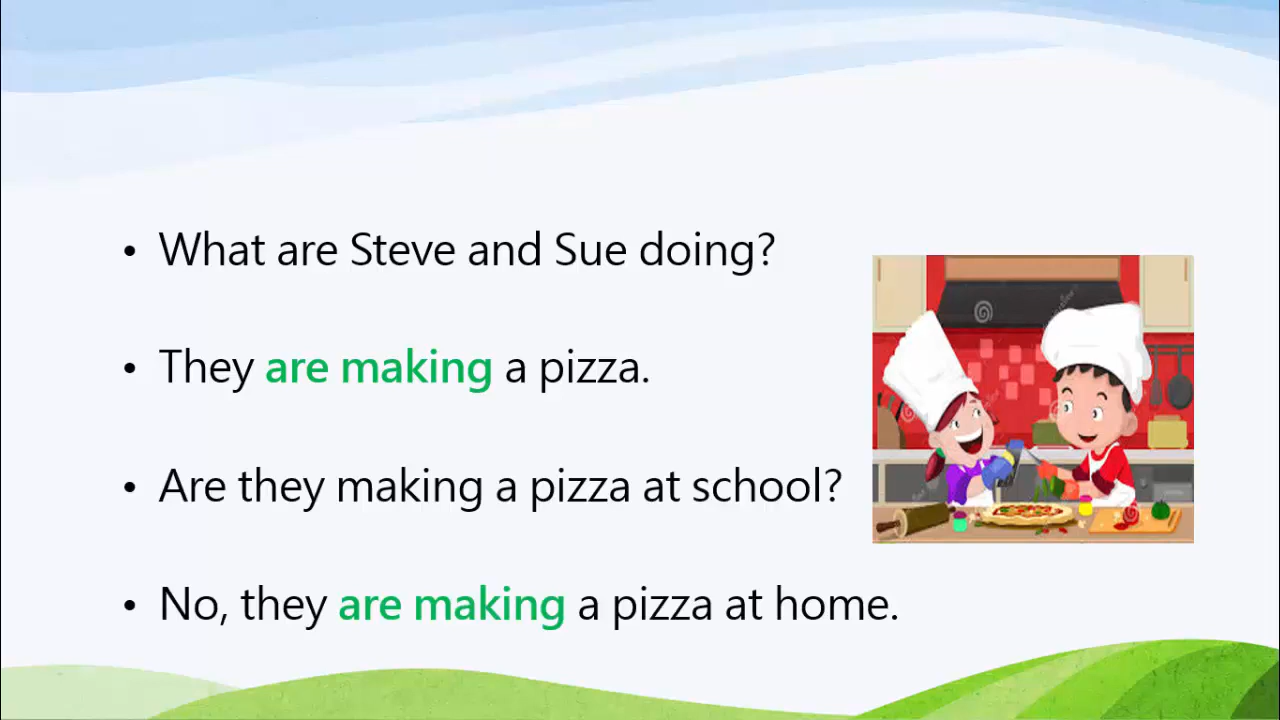 • What are Steve and Sue doing?
• They are making a pizza.
• Are they making a pizza at school?
• No, they are making a pizza at home.